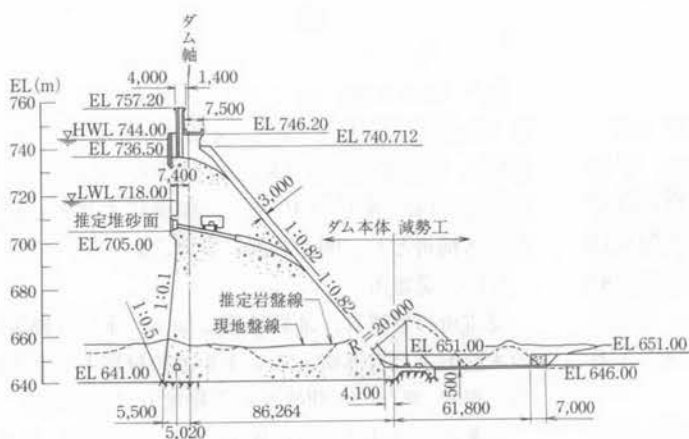 ダム軸
EL(m)
4,000
1,400
760
EL 757.20
7,500
HWL 744.00
EL 746.20
740
EL 736.50
EL 740.712
7,400
3,000
720
LWL 718.00
1:0.82
ダム本体
減勢工
推定堆砂面
700
EL 705.00
1:0.82
680
1:0.1
推定岩盤線
現地盤線
R=20,000
1:0.5
660
EL 651.00
EL 651.00
640
EL 641.00
EL 646.00
500
4,100
5,500
86,264
61,800
7,000
5,020